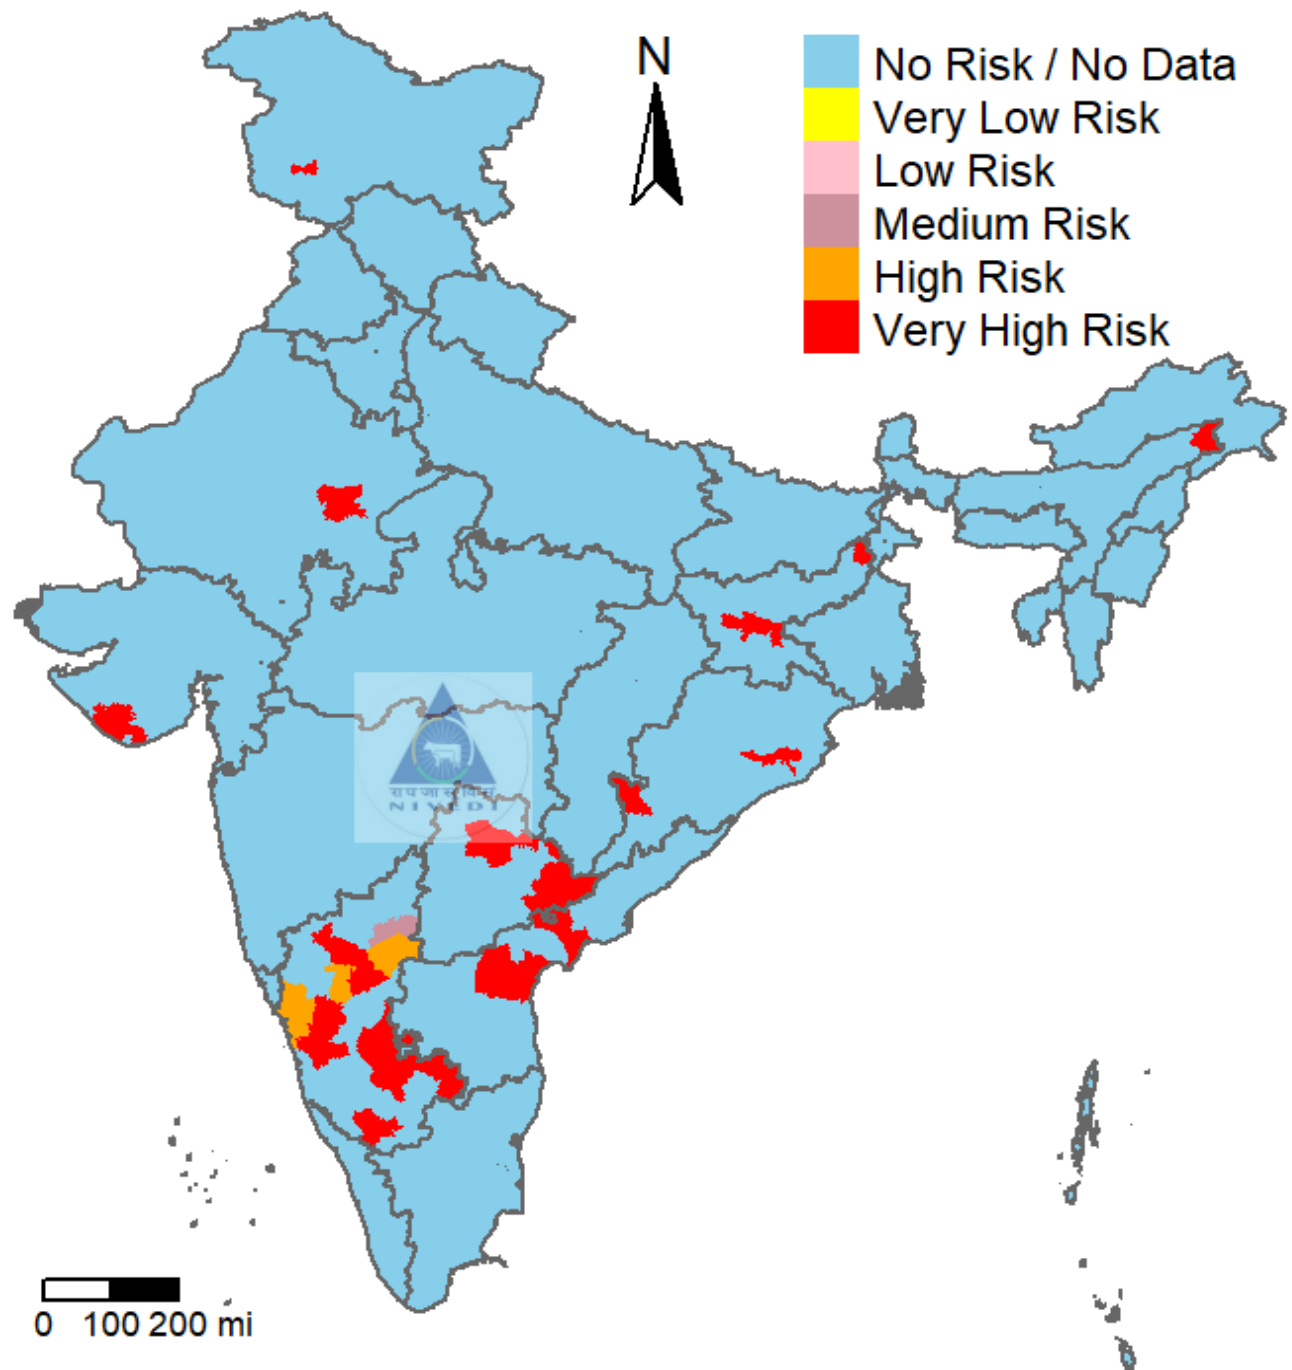 N
No Risk / No Data
Very Low Risk
Low Risk
Medium Risk
High Risk
Very High Risk
NIVEDI
0 100 200 mi